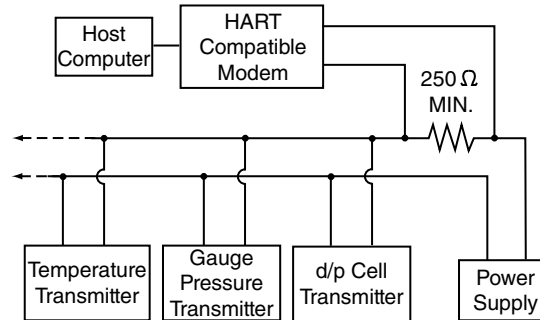 Host
Computer
HART
Compatible
Modem
250 Ω
MIN.
Temperature
Transmitter
Gauge
Pressure
Transmitter
d/p Cell
Transmitter
Power
Supply